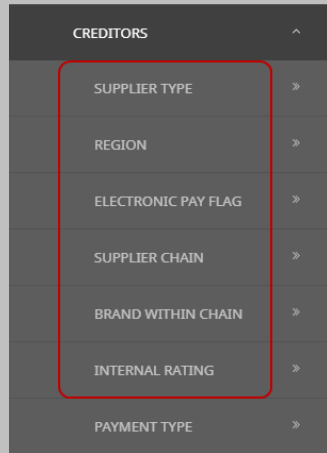 CREDITORS
SUPPLIER TYPE
REGION
ELECTRONIC PAY FLAG
SUPPLIER CHAIN
BRAND WITHIN CHAIN
INTERNAL RATING
PAYMENT TYPE